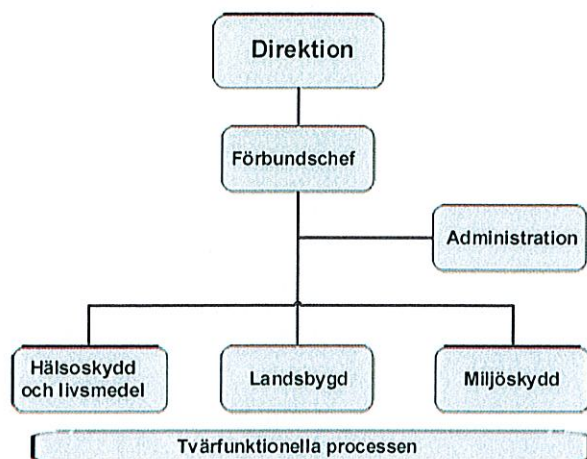 Direktion
Förbundschef
Administration
Hälsoskydd
och livsmedel
Landsbygd
Miljöskydd
Tvärfunktionella processen